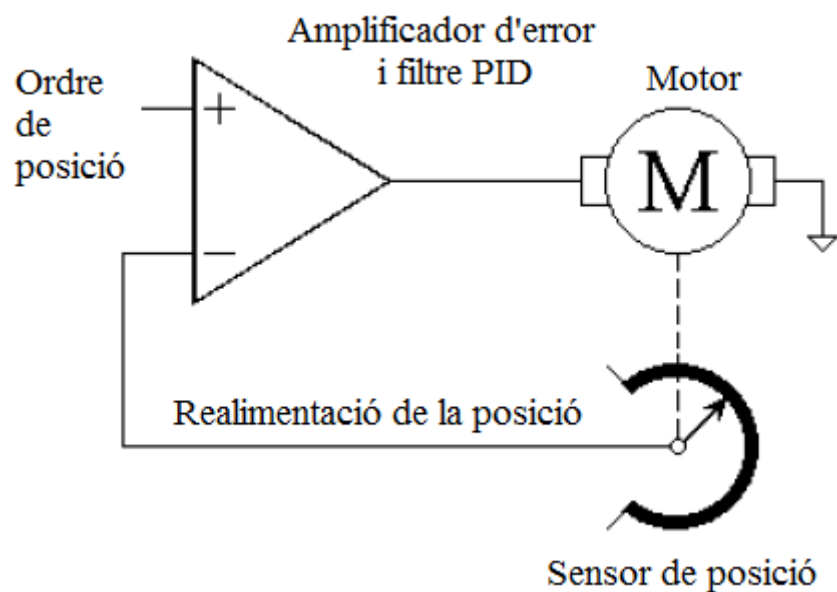 Amplificador d'error
i filtre PID
Ordre
de
posició
Motor
+
−
M
Realimentació de la posició
Sensor de posició